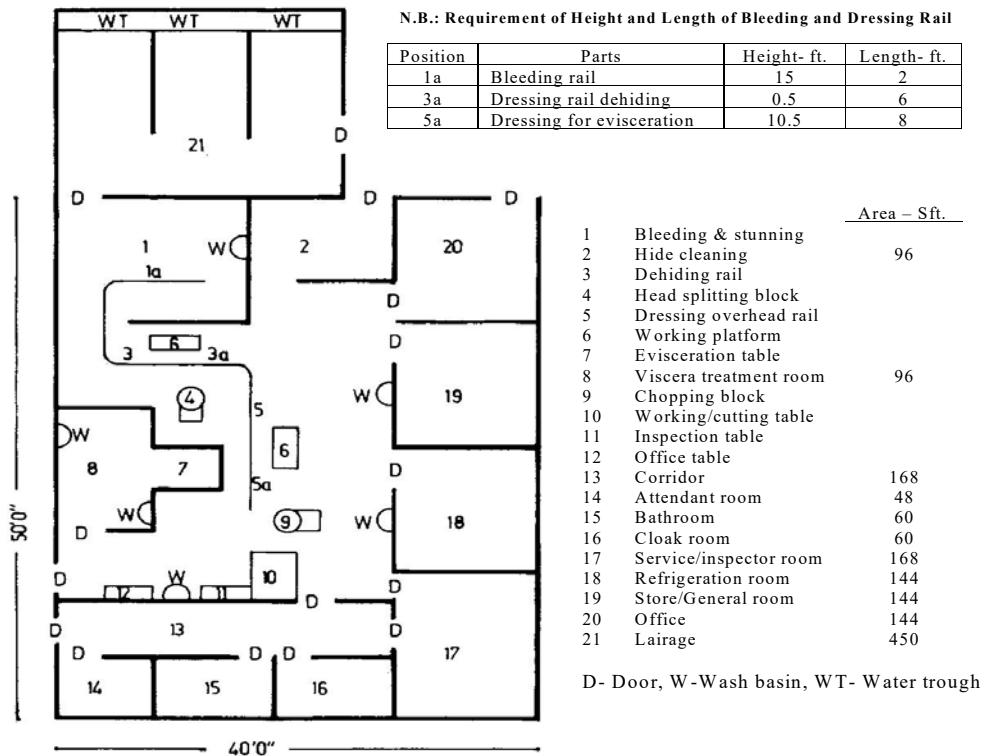 WT WT WT
N.B.: Requirement of Height and Length of Bleeding and Dressing Rail
Position Parts Height- ft. Length- ft.
1a Bleeding rail 15 2
3a Dressing rail dehiding 0.5 6
5a Dressing for evisceration 10.5 8
D
21
D D D
Area – Sft.
1 W 2 20
1a
D
D
6
3 3a
4 W 19
5
W
6
8 7 D
5a
W 9 W 18
D
50'0"
D W 10 D
12 11
D
D 13 D
D D D
14 15 16 17
40'0"
1 Bleeding & stunning
2 Hide cleaning 96
3 Dehiding rail
4 Head splitting block
5 Dressing overhead rail
6 Working platform
7 Evisceration table
8 Viscera treatment room 96
9 Chopping block
10 Working/cutting table
11 Inspection table
12 Office table
13 Corridor 168
14 Attendant room 48
15 Bathroom 60
16 Cloak room 60
17 Service/inspector room 168
18 Refrigeration room 144
19 Store/General room 144
20 Office 144
21 Lairage 450
D- Door, W-Wash basin, WT- Water trough